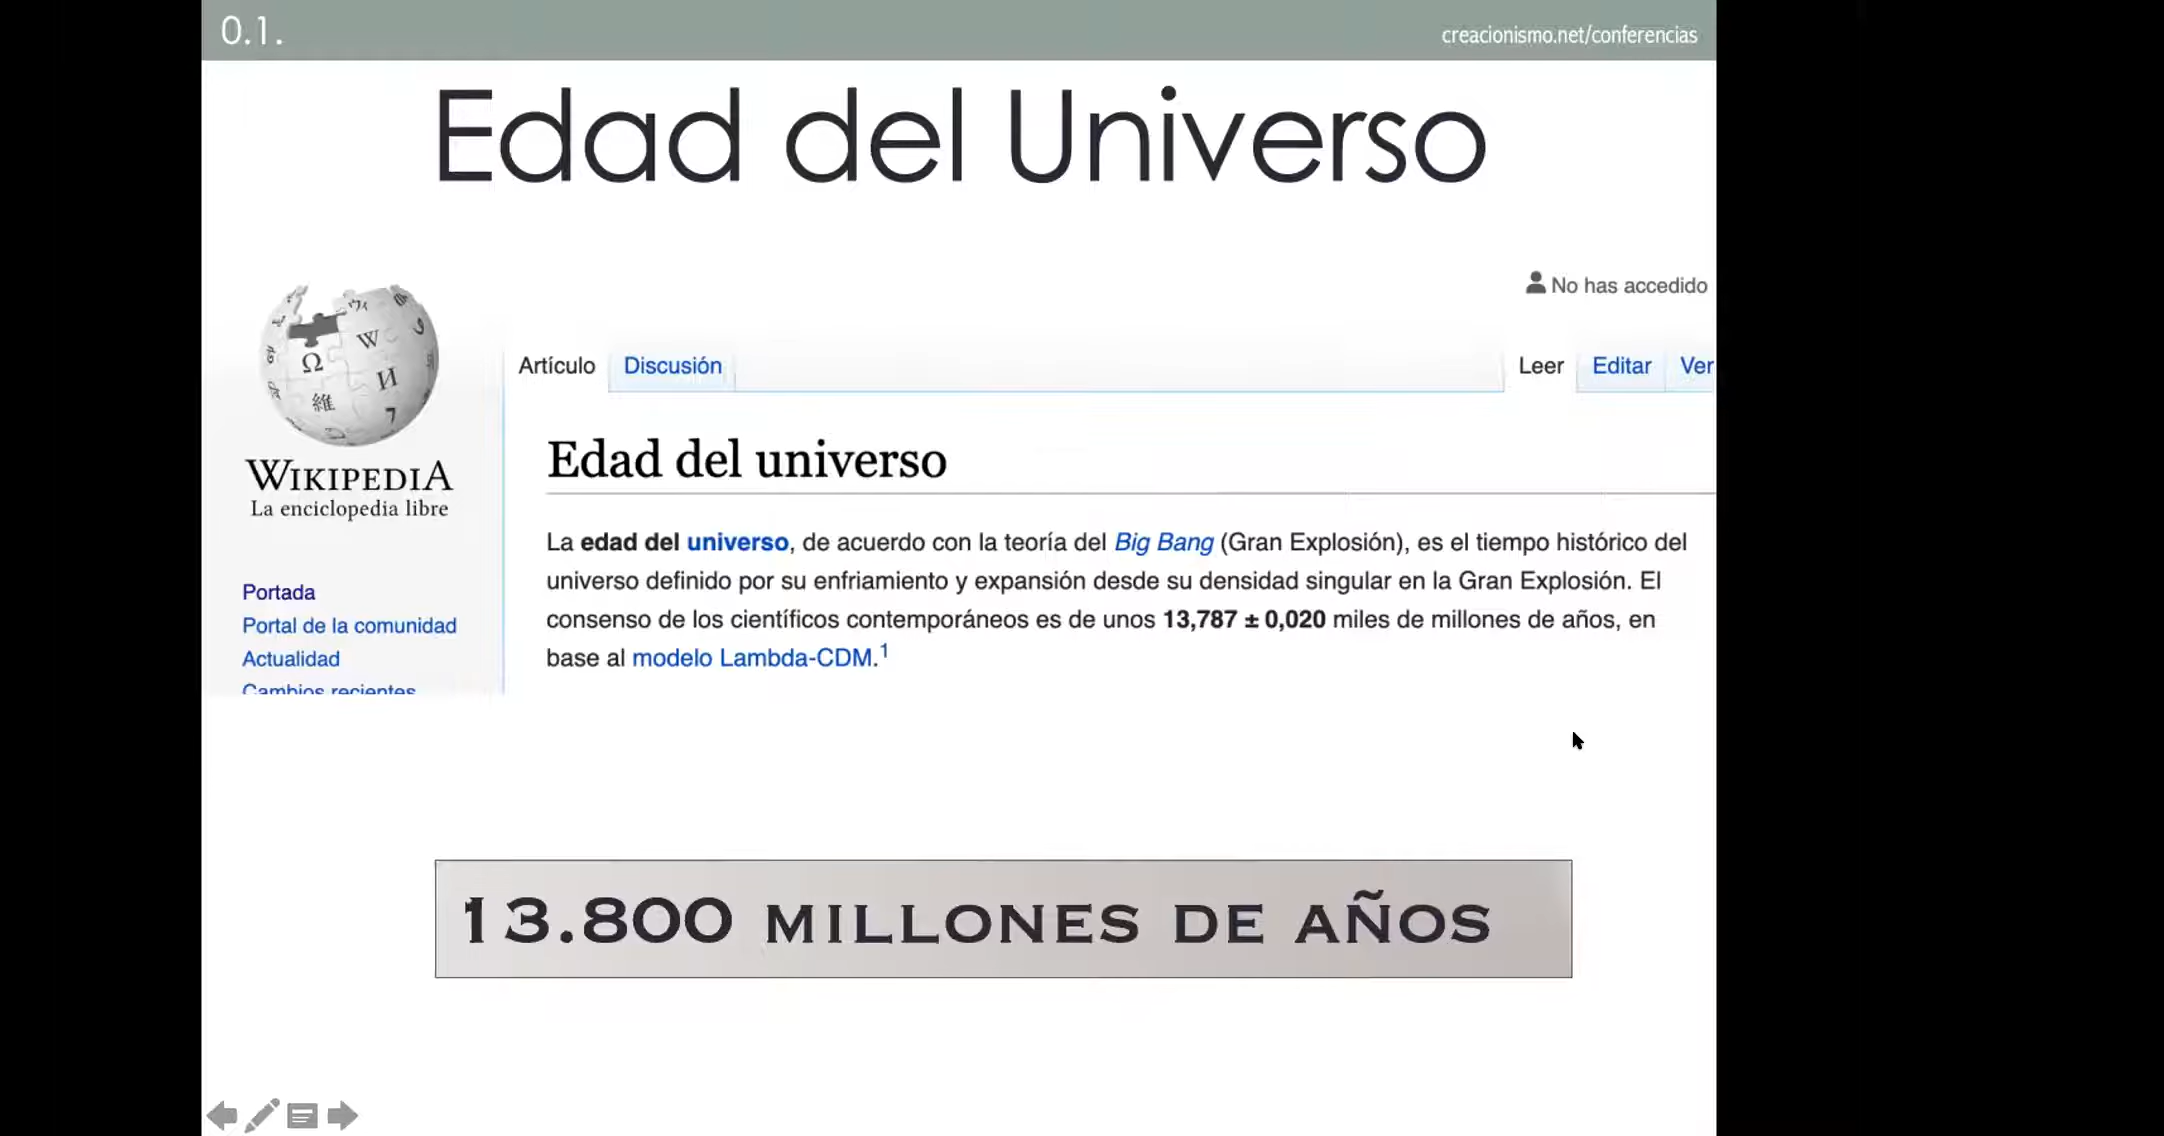 0.1.
creacionismo.net/conferencias
Edad del Universo
No has accedido
Artículo
Discusión
Leer
Editar
Ver
Ω
W
И
維
7
WIKIPEDIA
La enciclopedia libre
Portada
Portal de la comunidad
Actualidad
Cambios recientes
Edad del universo
La edad del universo, de acuerdo con la teoría del Big Bang (Gran Explosión), es el tiempo histórico del
universo definido por su enfriamiento y expansión desde su densidad singular en la Gran Explosión. El
consenso de los científicos contemporáneos es de unos 13,787 ± 0,020 miles de millones de años, en
base al modelo Lambda-CDM.1
13.800 MILLONES DE AÑOS